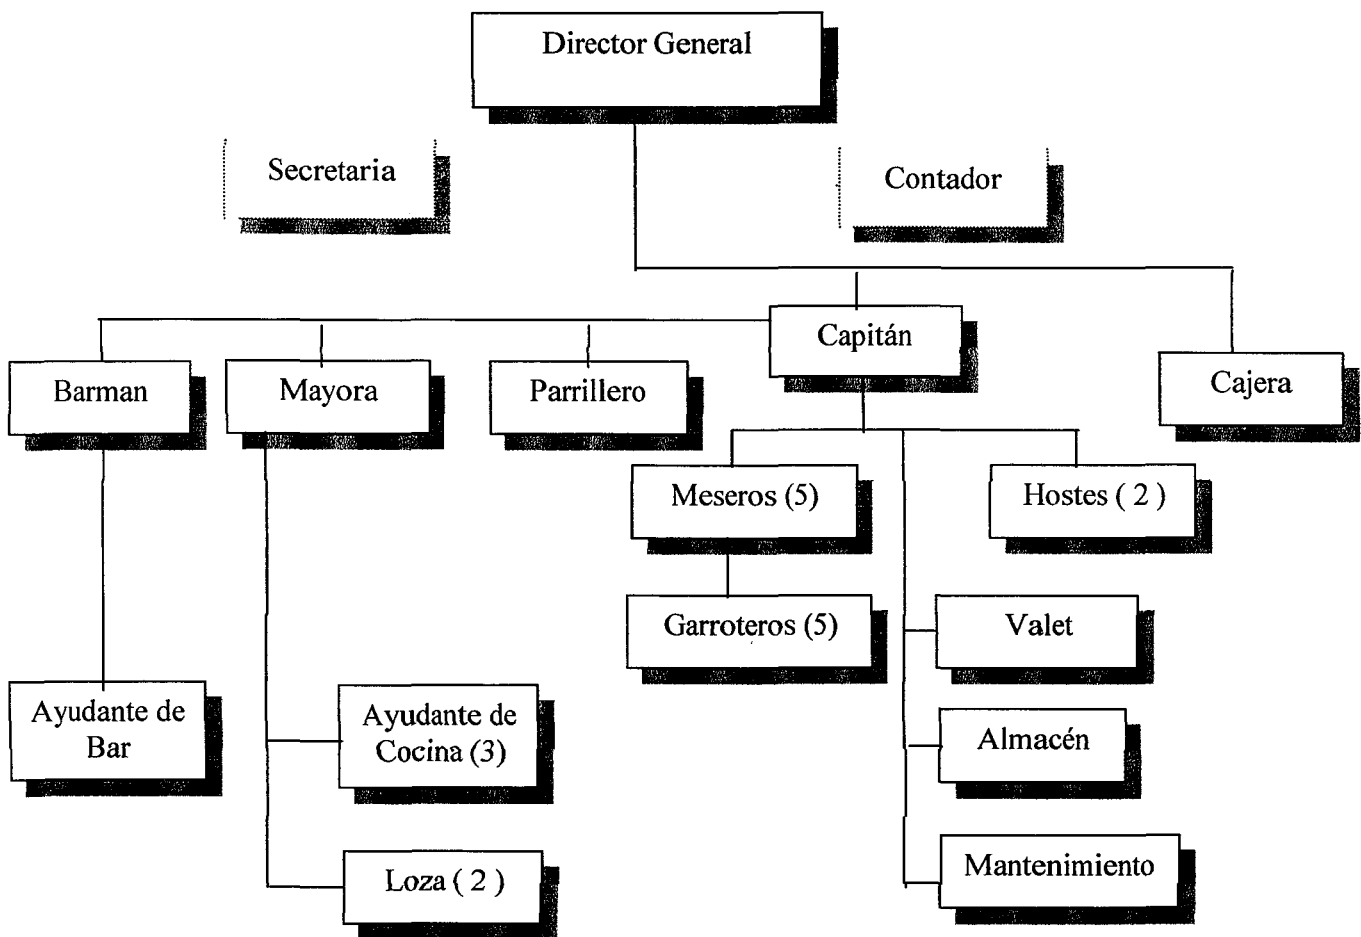 Director General
Secretaria
Contador
Capitán
Barman
Mayora
Parrillero
Cajera
Meseros (5)
Hostes ( 2 )
Garroteros (5)
Valet
Ayudante de
Bar
Ayudante de
Cocina (3)
Almacén
Loza ( 2 )
Mantenimiento